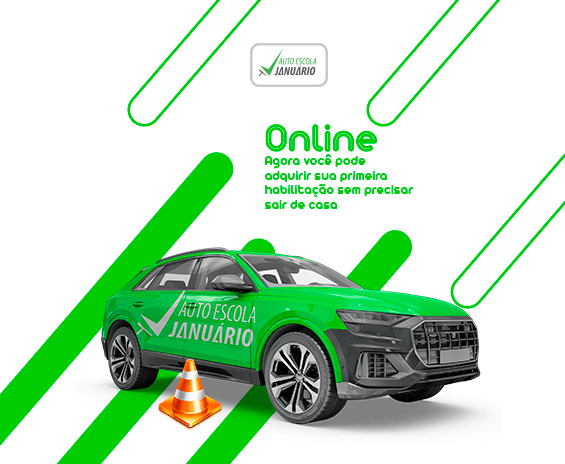 AUTO ESCOLA
JANUÁRIO
Online
Agora você pode
adquirir sua primeira
habilitação sem precisar
sair de casa
AUTO ESCOLA
JANUÁRIO